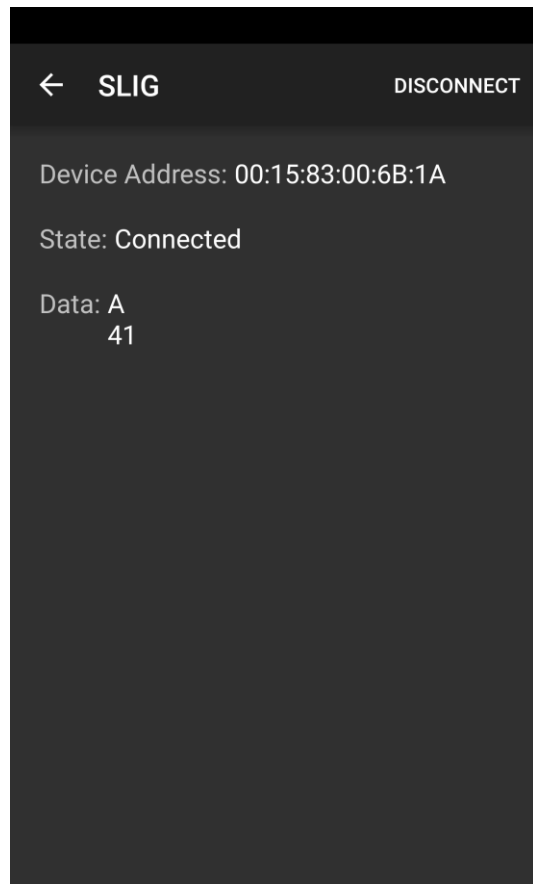 ← SLIG DISCONNECT
Device Address: 00:15:83:00:6B:1A
State: Connected
Data: A
41